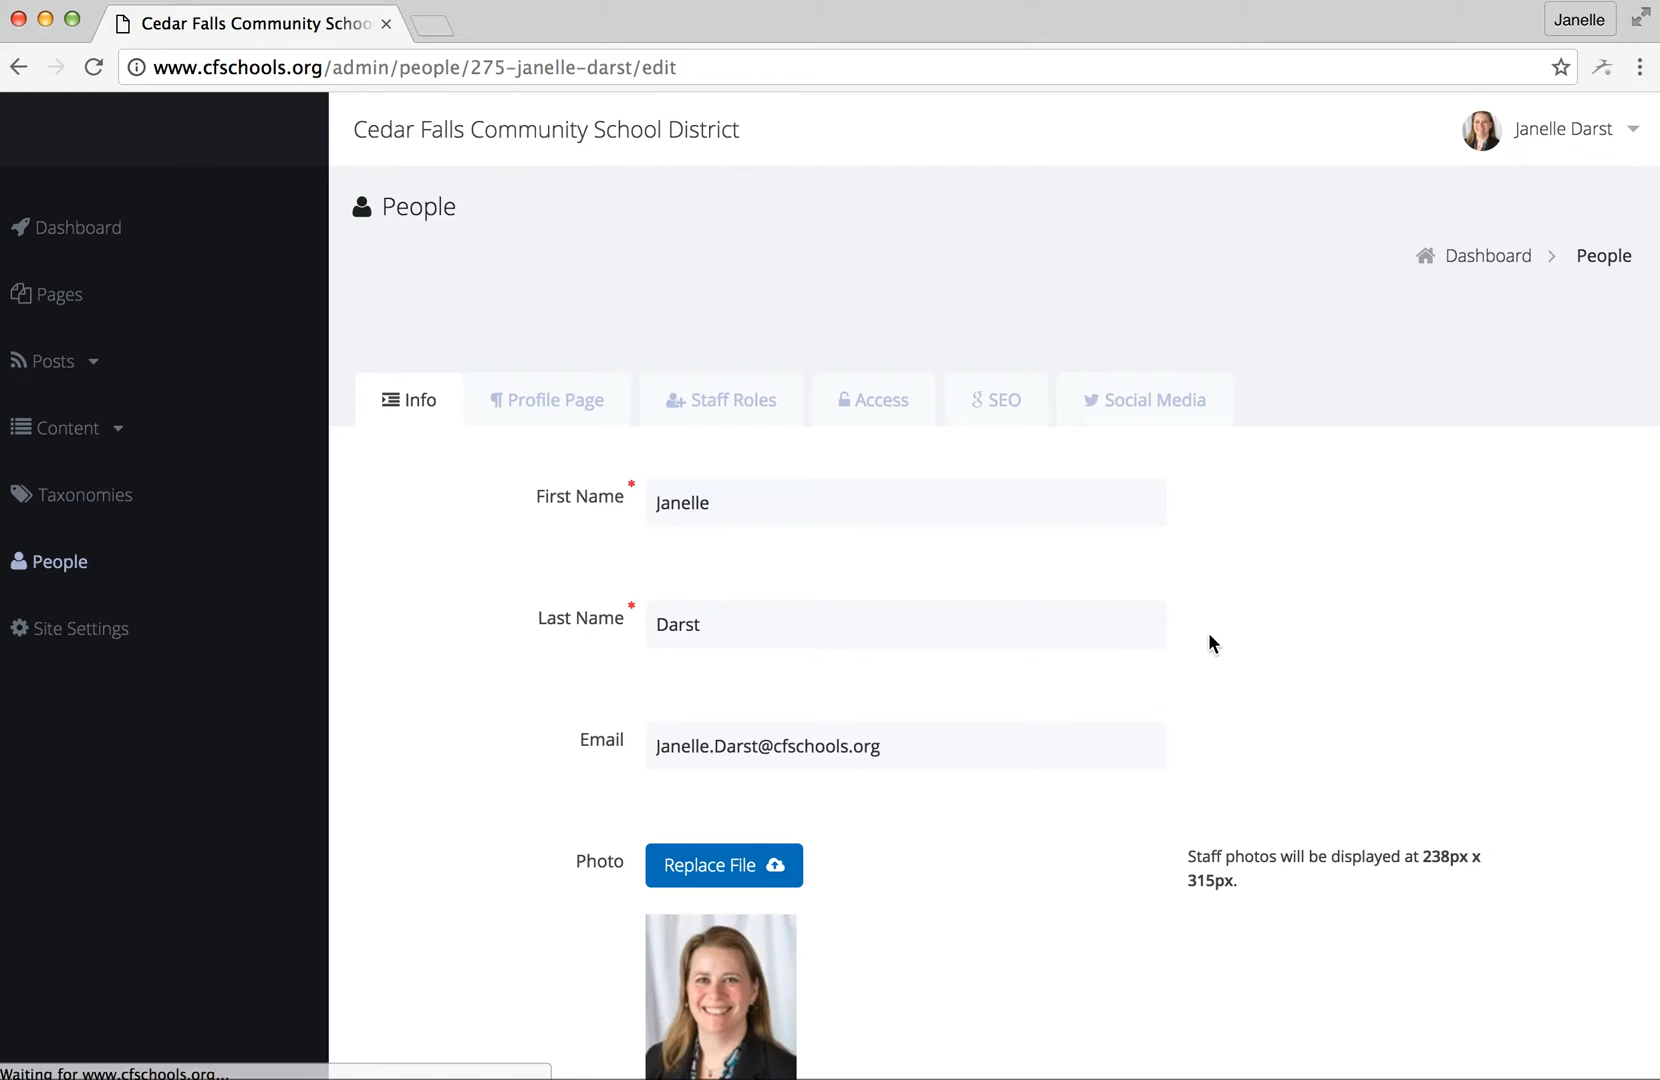 Cedar Falls Community Schoo
Janelle
www.cfschools.org/admin/people/275-janelle-darst/edit
Cedar Falls Community School District
Janelle Darst
People
Dashboard > People
Dashboard
Pages
Posts
Content
Taxonomies
People
Site Settings
Info
Profile Page
Staff Roles
Access
SEO
Social Media
First Name *
Janelle
Last Name *
Darst
Email
Janelle.Darst@cfschools.org
Photo
Replace File
Staff photos will be displayed at 238px x
315px.
Waiting for www.cfschools.org...